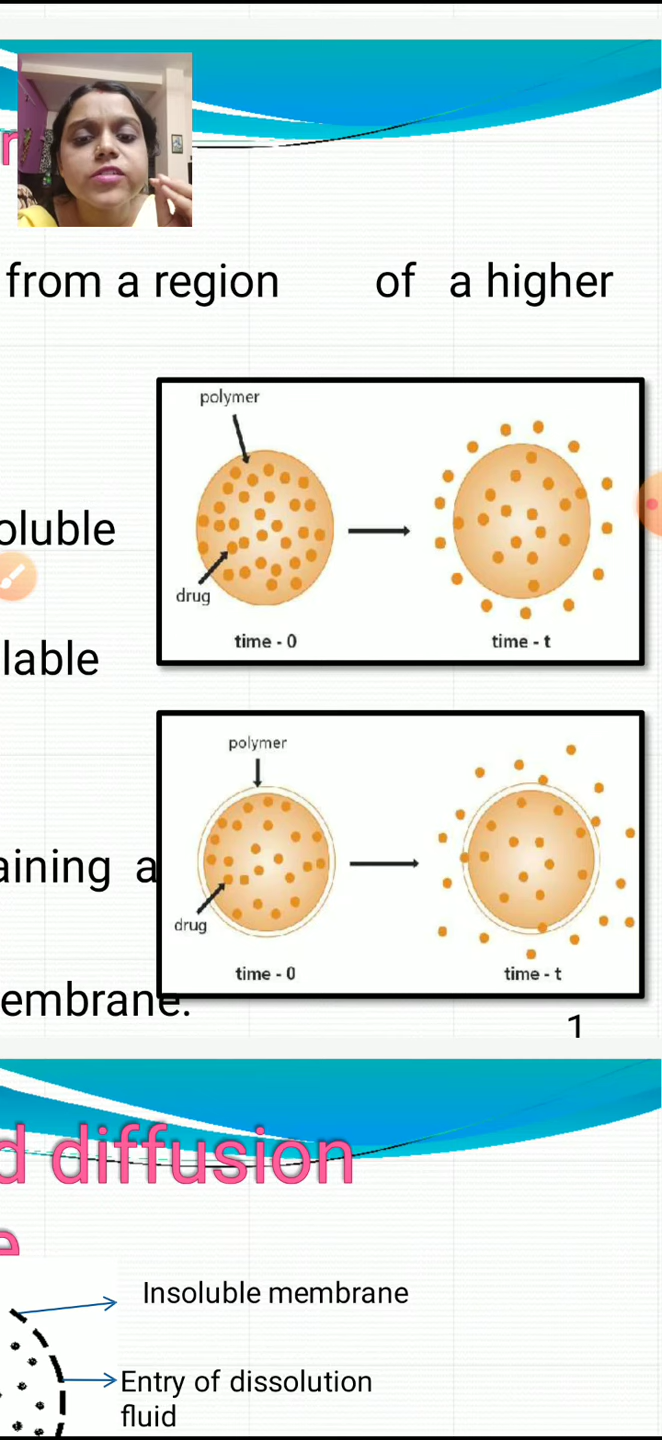 from a region of a higher
polymer
drug
time - 0
time - t
oluble
lable
polymer
drug
time - 0
time - t
aining a
embrane.
1
d diffusion
e
Insoluble membrane
Entry of dissolution
fluid